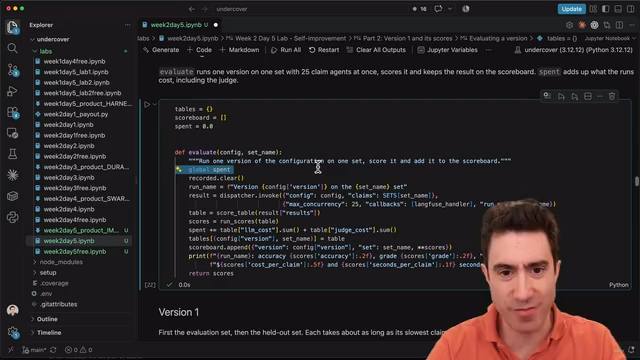 undercover
16
Update
Explorer
labs
week1day4free.ipynb
week1day5_lab1.ipynb
week1day5_lab2.ipynb
week1day5_product_HARNE...
week2day1_payout.py
week2day1.ipynb
week2day2.ipynb
week2day2free.ipynb
week2day3_product_DURA...
week2day3.ipynb
week2day4_product_SWAR...
week2day4.ipynb
week2day4free.ipynb
week2day5_product_IM... U
week2day5.ipynb U
week2day5free.ipynb U
node_modules
setup
.env
.gitattributes
Outline
Timeline
main*
week2day5.ipynb U
tables = {} U
labs > week2day5.ipynb > Week 2 Day 5 Lab - Self-Improvement > Part 2: Version 1 and its scores > Evaluating a version
Generate + Code + Markdown Run All Restart Clear All Outputs Jupyter Variables undercover (3.12.12) (Python 3.12.12)
evaluate runs one version on one set with 25 claim agents at once, scores it and keeps the result on the scoreboard. spent adds up what the runs
cost, including the judge.
tables = {}
scoreboard = []
spent = 0.0
def evaluate(config, set_name):
"""Run one version of the configuration on one set, score it and add it to the scoreboard."""
global spent
recorded.clear()
run_name = f"Version {config['version']} on the {set_name} set"
result = dispatcher.invoke({"config": config, "claims": SETS[set_name],
{"max_concurrency": 25, "callbacks": [langfuse_handler], "run_n
table = score_table(result["results"])
scores = run_scores(table)
spent += table["llm_cost"].sum() + table["judge_cost"].sum()
tables[(config["version"], set_name)] = table
scoreboard.append({"version": config["version"], "set": set_name, **scores})
print(f"{run_name}: accuracy {scores['accuracy']:.2f}, grade {scores['grade']:.2f}, "
f"${scores['cost_per_claim']:.5f} and {scores['seconds_per_claim']:.1f} second
return scores
[22] 0.0s
Python
Version 1
First the evaluation set, then the held-out set. Each takes about as long as its slowest claim